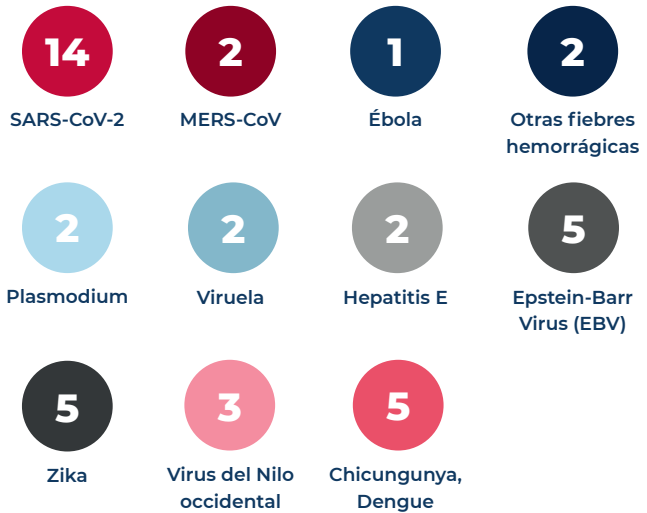 14
SARS-CoV-2
2
MERS-CoV
1
Ébola
2
Otras fiebres
hemorrágicas
2
Plasmodium
2
Viruela
2
Hepatitis E
5
Epstein-Barr
Virus (EBV)
5
Zika
3
Virus del Nilo
occidental
5
Chicungunya,
Dengue